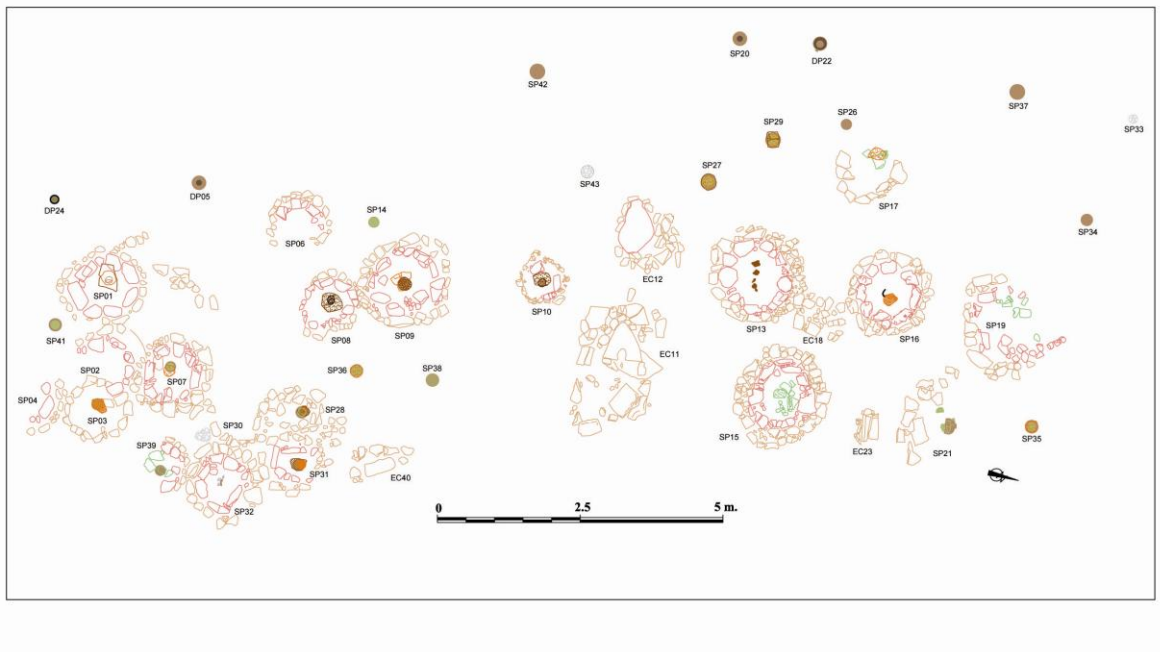 SP20
DP22
SP42
SP37
SP26
SP29
SP33
SP27
SP43
DP05
DP24
SP14
SP17
SP34
SP06
EC12
SP01
SP10
SP41
SP08
SP09
SP13
EC18
SP16
SP19
EC11
SP02
SP07
SP36
SP38
SP04
SP03
SP28
SP30
SP39
SP15
EC23
SP21
SP35
SP31
EC40
SP32
0 2.5 5 m.